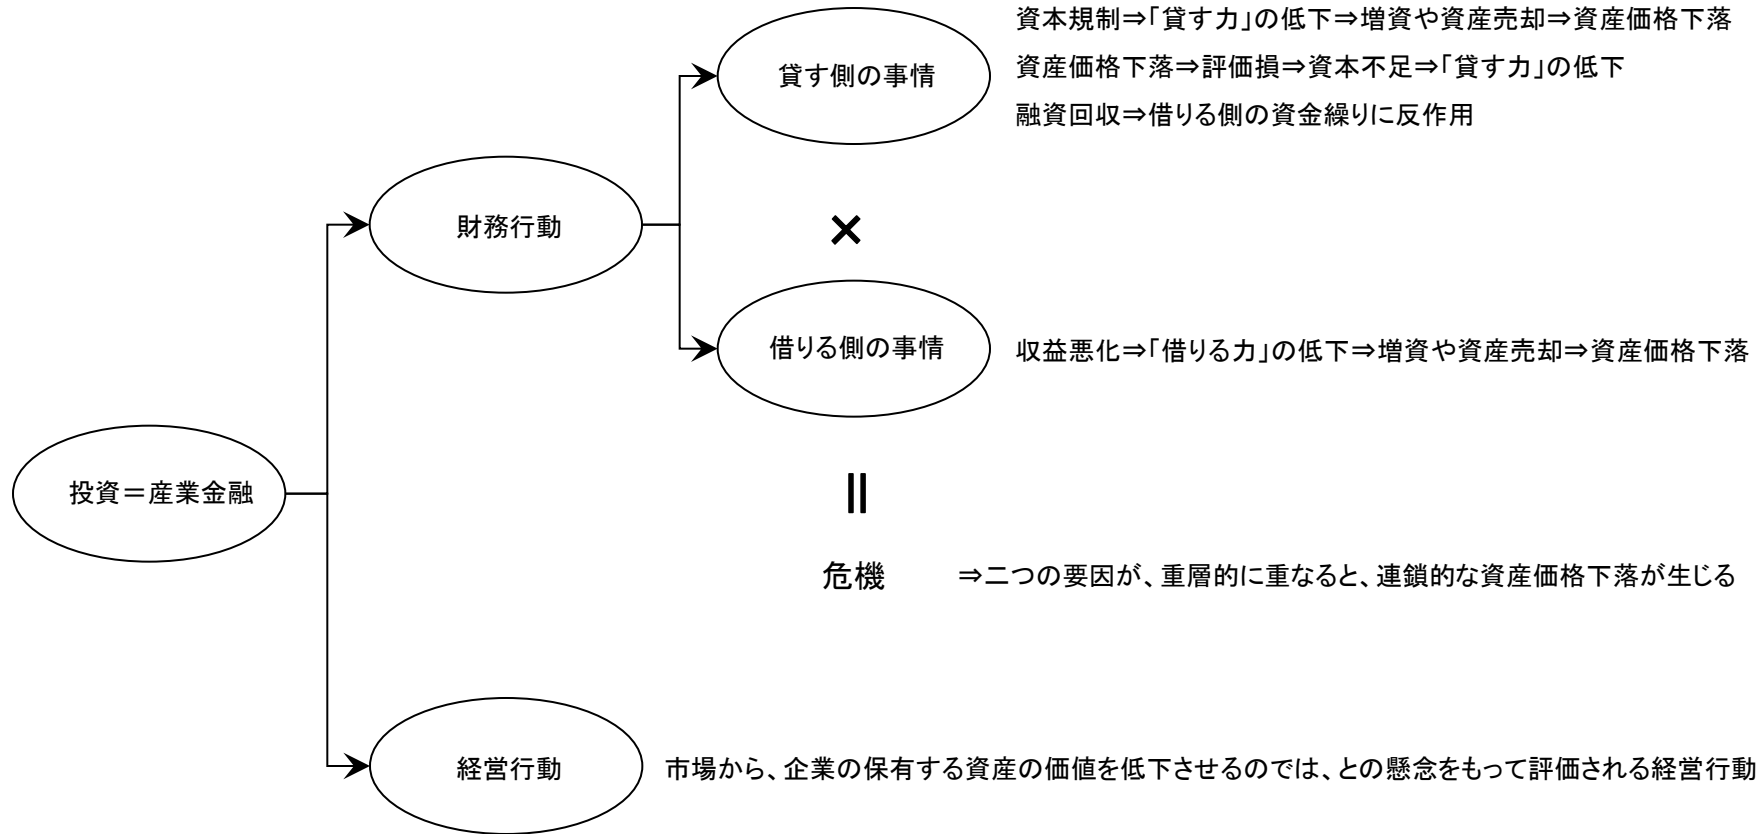 資本規制⇒「貸す力」の低下⇒増資や資産売却⇒資産価格下落
貸す側の事情
資産価格下落⇒評価損⇒資本不足⇒「貸す力」の低下
融資回収⇒借りる側の資金繰りに反作用
財務行動
×
借りる側の事情
収益悪化⇒「借りる力」の低下⇒増資や資産売却⇒資産価格下落
投資=産業金融
||
危機
⇒二つの要因が、重層的に重なると、連鎖的な資産価格下落が生じる
経営行動
市場から、企業の保有する資産の価値を低下させるのでは、との懸念をもって評価される経営行動